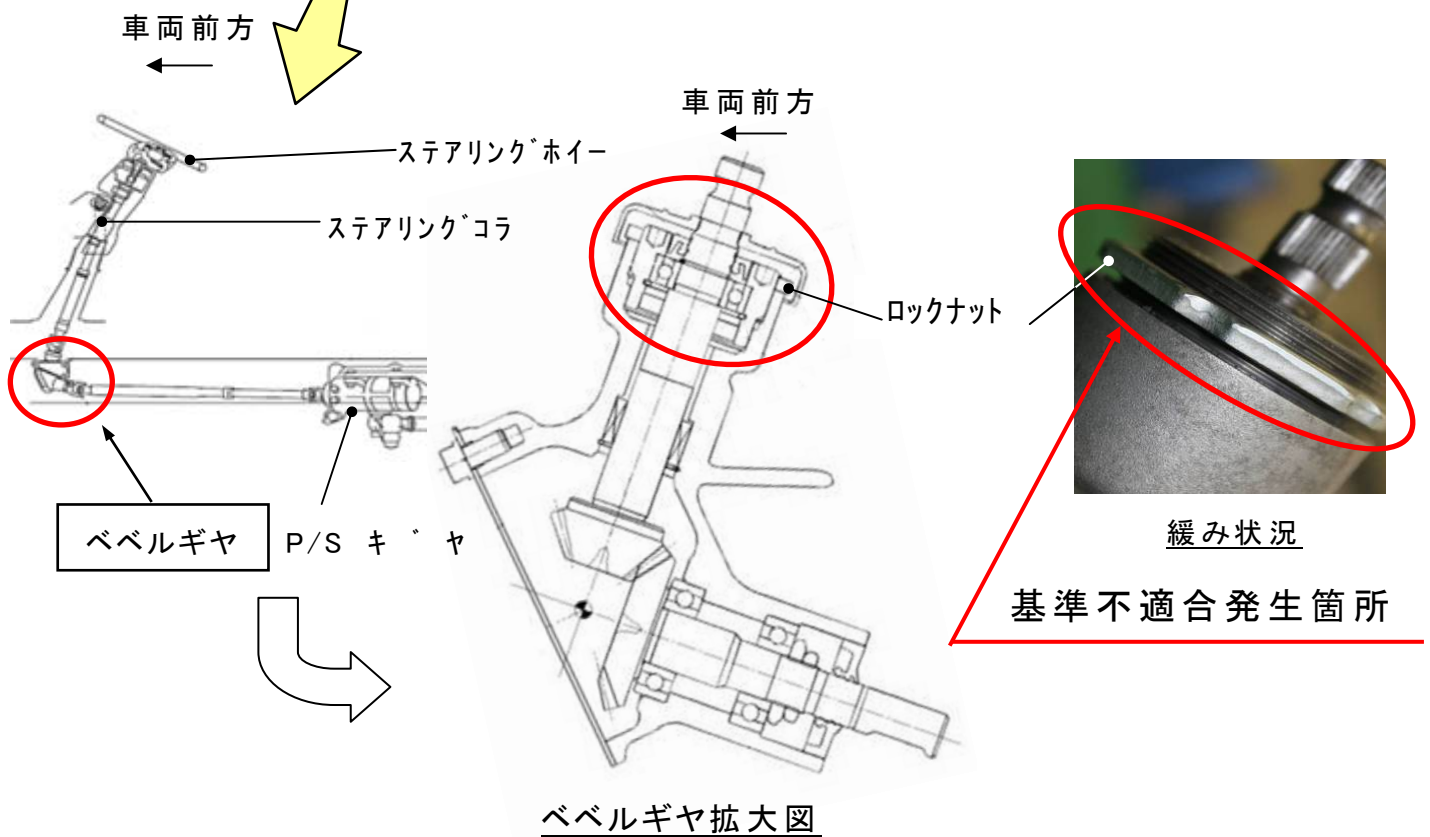 車両前方
車両前方
ステアリングホイー
ステアリングコラ
ロックナット
ベベルギヤ
P/S キ ゛ ヤ
緩み状況
基準不適合発生箇所
ベベルギヤ拡大図